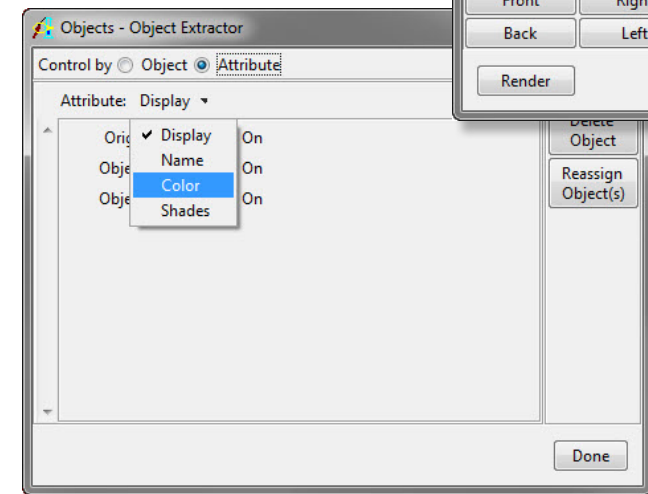 Front
Back
Left
Render
Objects - Object Extractor
Control by Object Attribute
Attribute: Display
Display
Name
Color
Shades
On
On
On
Delete
Object
Reassign
Object(s)
Done